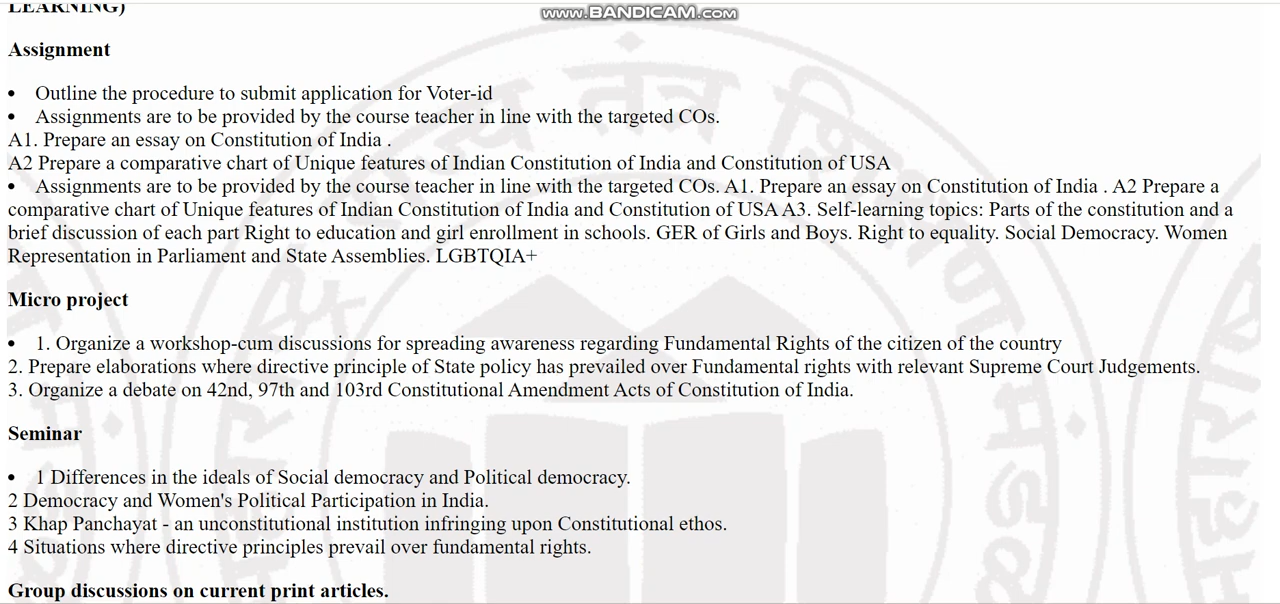 LEARNING)
www.BANDICAM.com
Assignment
• Outline the procedure to submit application for Voter-id
• Assignments are to be provided by the course teacher in line with the targeted COs.
A1. Prepare an essay on Constitution of India .
A2 Prepare a comparative chart of Unique features of Indian Constitution of India and Constitution of USA
• Assignments are to be provided by the course teacher in line with the targeted COs. A1. Prepare an essay on Constitution of India . A2 Prepare a
comparative chart of Unique features of Indian Constitution of India and Constitution of USA A3. Self-learning topics: Parts of the constitution and a
brief discussion of each part Right to education and girl enrollment in schools. GER of Girls and Boys. Right to equality. Social Democracy. Women
Representation in Parliament and State Assemblies. LGBTQIA+
Micro project
• 1. Organize a workshop-cum discussions for spreading awareness regarding Fundamental Rights of the citizen of the country
2. Prepare elaborations where directive principle of State policy has prevailed over Fundamental rights with relevant Supreme Court Judgements.
3. Organize a debate on 42nd, 97th and 103rd Constitutional Amendment Acts of Constitution of India.
Seminar
• 1 Differences in the ideals of Social democracy and Political democracy.
2 Democracy and Women's Political Participation in India.
3 Khap Panchayat - an unconstitutional institution infringing upon Constitutional ethos.
4 Situations where directive principles prevail over fundamental rights.
Group discussions on current print articles.